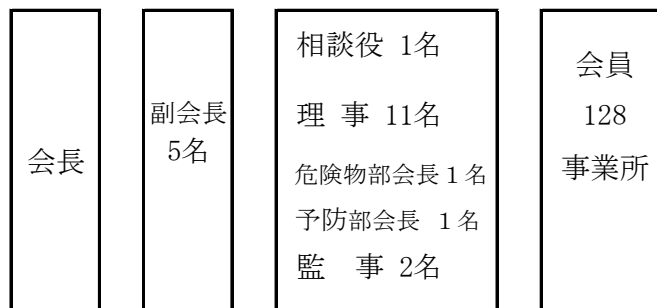 会長
副会長
5名
相談役 1名
理 事 11名
危険物部会長1名
予防部会長 1名
監 事 2名
会員
128
事業所